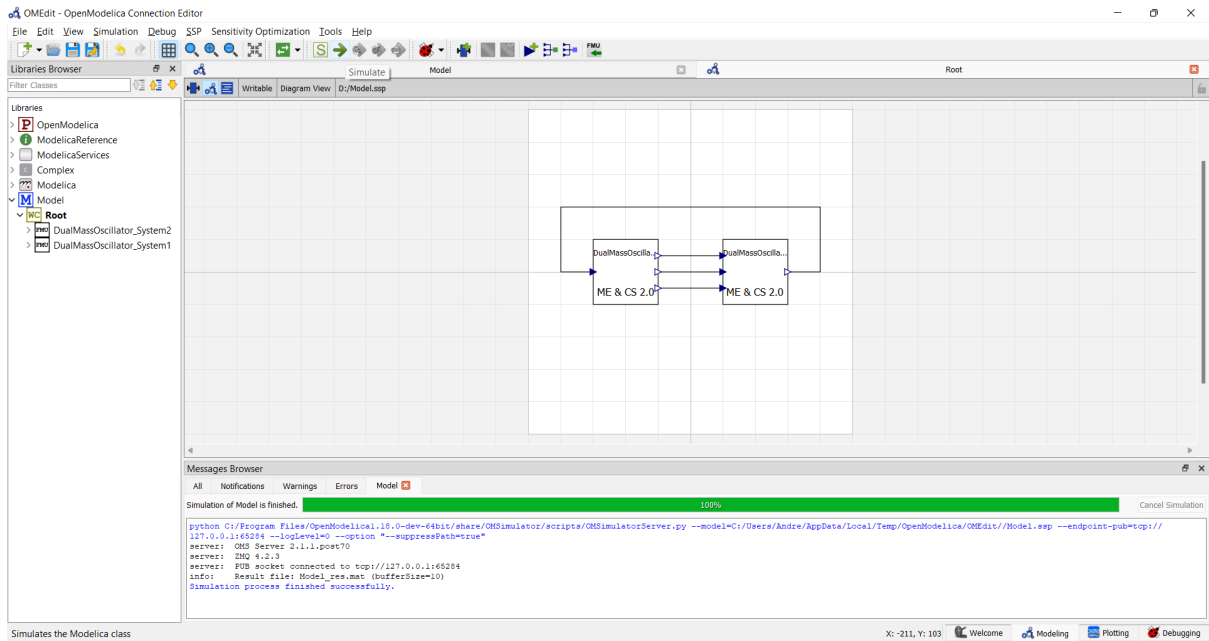 OMEdit - OpenModelica Connection Editor
File Edit View Simulation Debug SSP Sensitivity Optimization Tools Help
S
FMU
Libraries Browser
Model
Root
Simulate
Filter Classes
Writable Diagram View D:/Model.ssp
Libraries
P OpenModelica
i ModelicaReference
ModelicaServices
Complex
Modelica
M Model
WC Root
FMU DualMassOscillator_System2
FMU DualMassOscillator_System1
DualMassOscilla... DualMassOscilla...
ME & CS 2.0 ME & CS 2.0
Messages Browser
All Notifications Warnings Errors Model
Simulation of Model is finished. 100% Cancel Simulation
python C:/Program Files/OpenModelica1.18.0-dev-64bit/share/OMSimulator/scripts/OMSimulatorServer.py --model=C:/Users/Andre/AppData/Local/Temp/OpenModelica/OMEdit//Model.ssp --endpoint-pub=tcp://
127.0.0.1:65284 --logLevel=0 --option "--suppressPath=true"
server: OMS Server 2.1.1.post70
server: ZMQ 4.2.3
server: PUB socket connected to tcp://127.0.0.1:65284
info: Result file: Model_res.mat (bufferSize=10)
Simulation process finished successfully.
Simulates the Modelica class
X: -211, Y: 103 Welcome Modeling Plotting Debugging